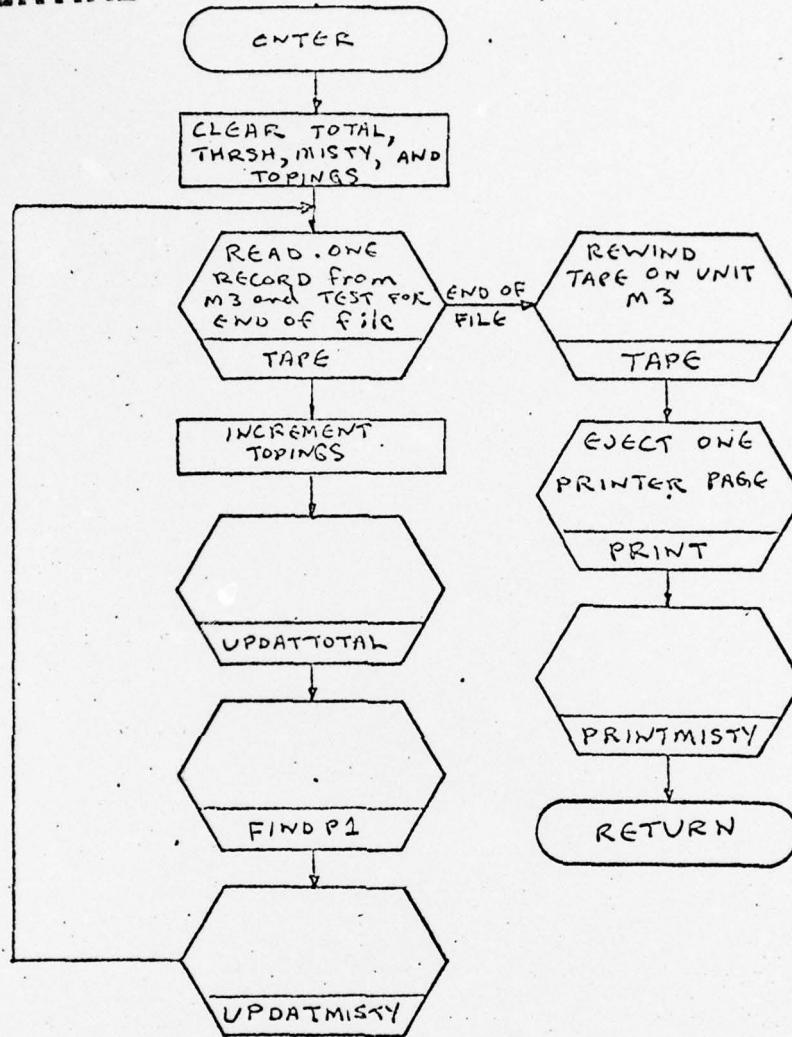 ENTER
CLEAR TOTAL,
THRSH, MISTY, AND
TOPINGS
READ ONE
RECORD from
M3 and TEST FOR
END OF file
TAPE
END OF
FILE
INCREMENT
TOPINGS
UPDATTOTAL
FINDP1
UPDATMISTY
REWIND
TAPE ON UNIT
M3
TAPE
EJECT ONE
PRINTER PAGE
PRINT
PRINTMISTY
RETURN